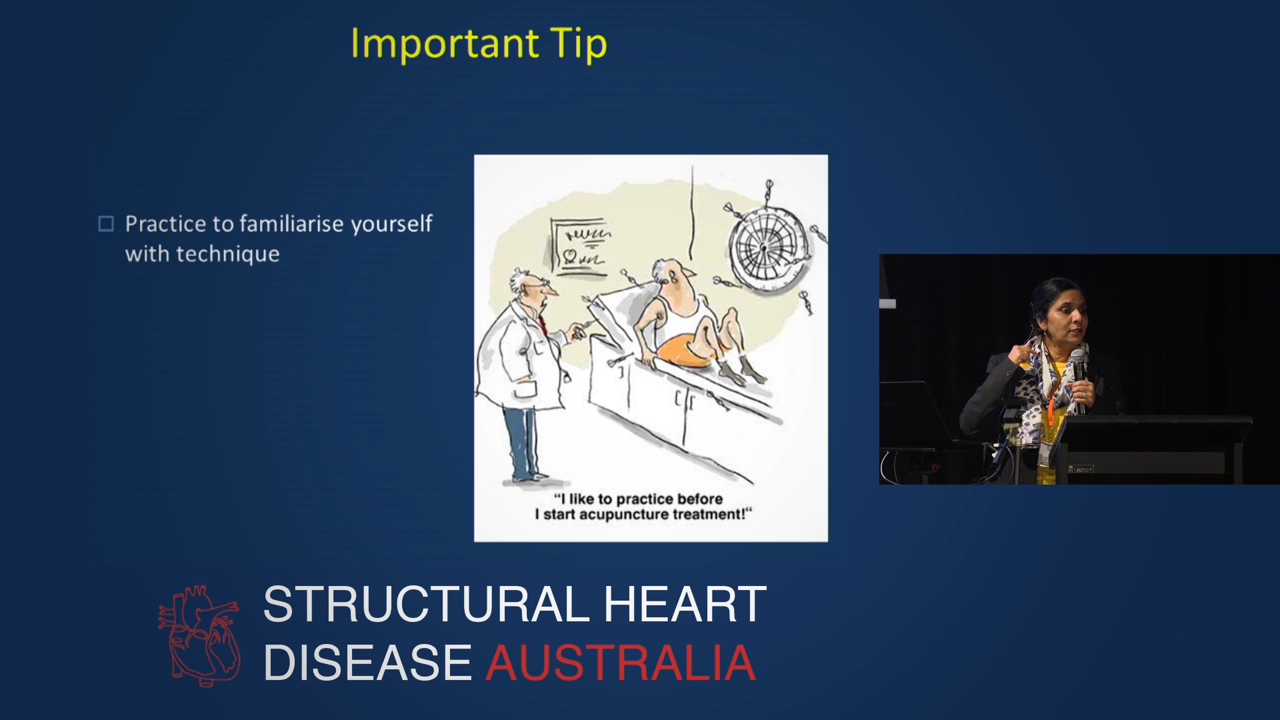 Important Tip
Practice to familiarise yourself
with technique
“I like to practice before
I start acupuncture treatment!“
STRUCTURAL HEART
DISEASE AUSTRALIA